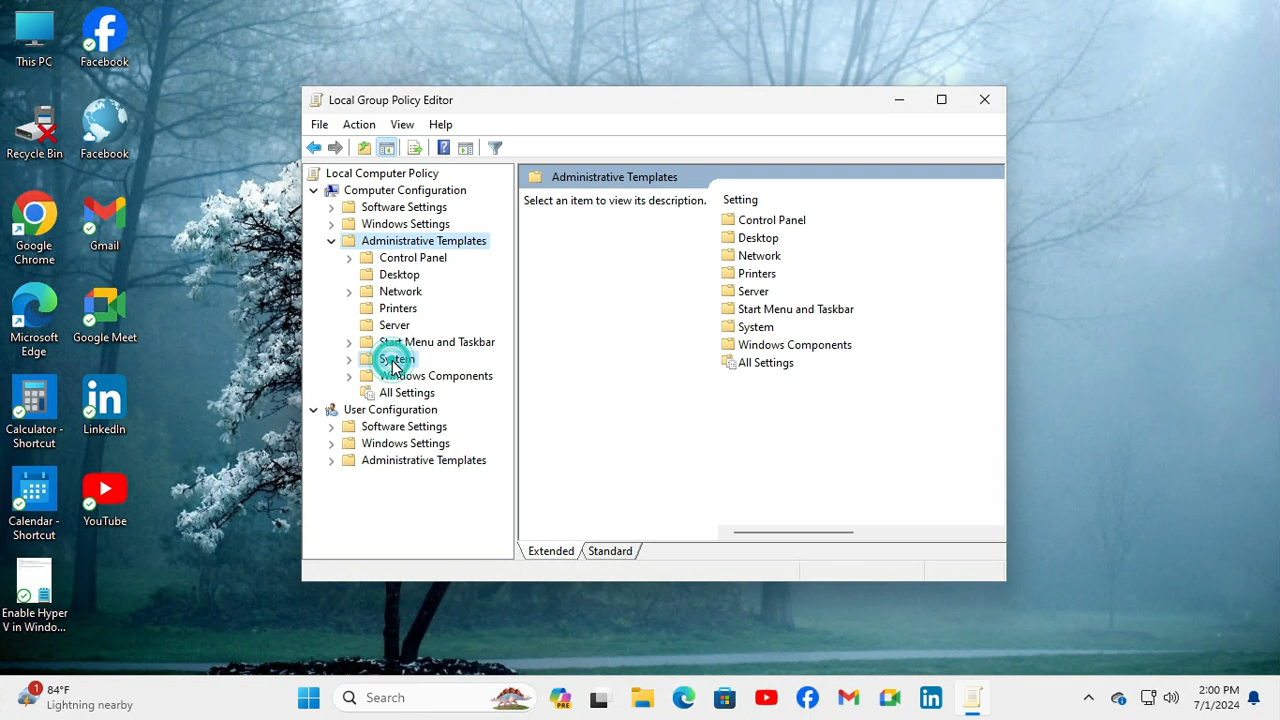 This PC
Facebook
Recycle Bin
Facebook
Google Chrome
Gmail
Microsoft Edge
Google Meet
Calculator - Shortcut
LinkedIn
Calendar - Shortcut
YouTube
Enable Hyper V in Windo...
Local Group Policy Editor
File Action View Help
Local Computer Policy
Computer Configuration
Software Settings
Windows Settings
Administrative Templates
Control Panel
Desktop
Network
Printers
Server
Start Menu and Taskbar
System
Windows Components
All Settings
User Configuration
Software Settings
Windows Settings
Administrative Templates
Administrative Templates
Select an item to view its description.
Setting
Control Panel
Desktop
Network
Printers
Server
Start Menu and Taskbar
System
Windows Components
All Settings
Extended Standard
1
84°F
Lightning nearby
Search
PRE
2:00 PM
7/1/2024